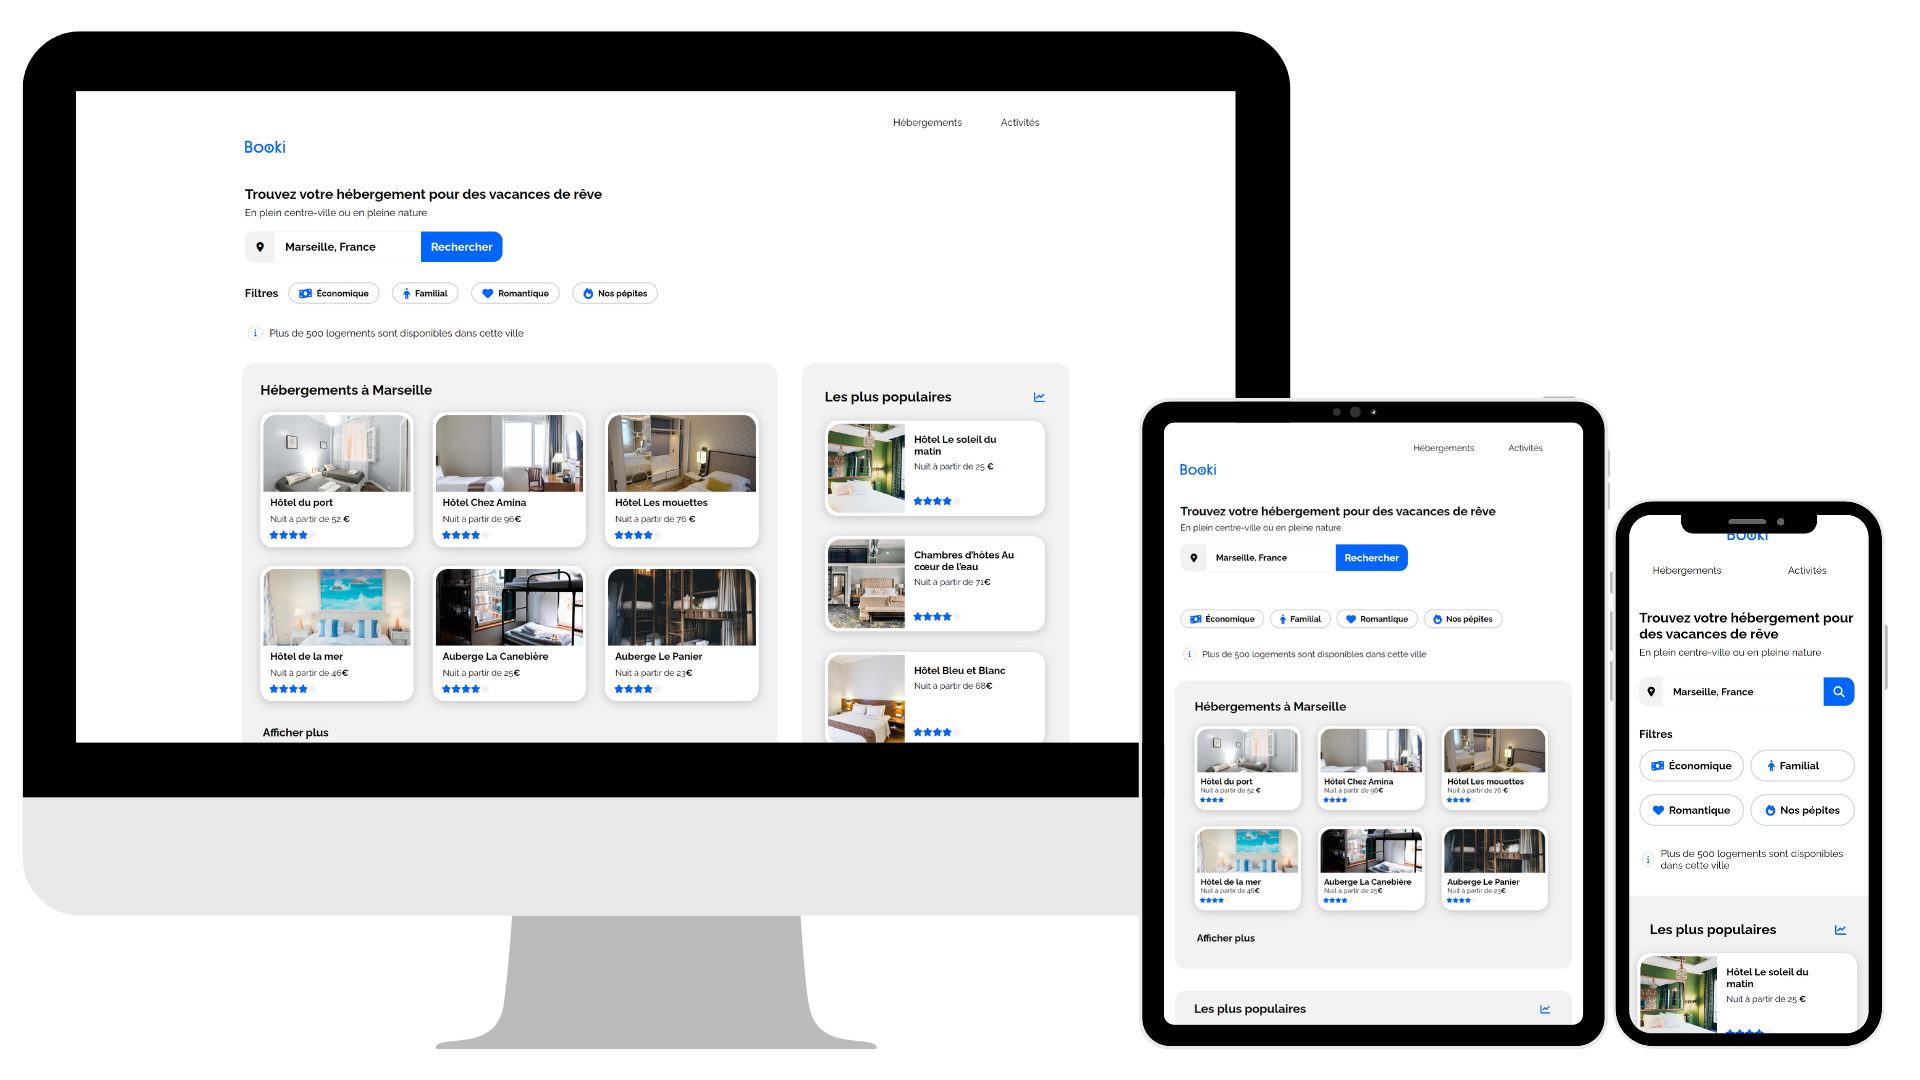 Hébergements Activités
Booki
Trouvez votre hébergement pour des vacances de rêve
En plein centre-ville ou en pleine nature
Marseille, France Rechercher
Filtres Économique Familial Romantique Nos pépites
Plus de 500 logements sont disponibles dans cette ville
Hébergements à Marseille
Hôtel du port
Nuit à partir de 52 €
Hôtel Chez Amina
Nuit à partir de 96€
Hôtel Les mouettes
Nuit à partir de 76 €
Hôtel de la mer
Nuit à partir de 46€
Auberge La Canebière
Nuit à partir de 25€
Auberge Le Panier
Nuit à partir de 23€
Afficher plus
Les plus populaires
Hôtel Le soleil du
matin
Nuit à partir de 25 €
Chambres d'hôtes Au
cœur de l'eau
Nuit à partir de 71€
Hôtel Bleu et Blanc
Nuit à partir de 68€
Hébergements Activités
Booki
Trouvez votre hébergement pour des vacances de rêve
En plein centre-ville ou en pleine nature
Marseille, France Rechercher
Économique Familial Romantique Nos pépites
Plus de 500 logements sont disponibles dans cette ville
Hébergements à Marseille
Hôtel du port
Nuit à partir de 52 €
Hôtel Chez Amina
Nuit à partir de 96€
Hôtel Les mouettes
Nuit à partir de 76 €
Hôtel de la mer
Nuit à partir de 46€
Auberge La Canebière
Nuit à partir de 25€
Auberge Le Panier
Nuit à partir de 23€
Afficher plus
Les plus populaires
Booki
Hébergements Activités
Trouvez votre hébergement pour
des vacances de rêve
En plein centre-ville ou en pleine nature
Marseille, France
Filtres
Économique Familial
Romantique Nos pépites
Plus de 500 logements sont disponibles
dans cette ville
Les plus populaires
Hôtel Le soleil du
matin
Nuit à partir de 25 €